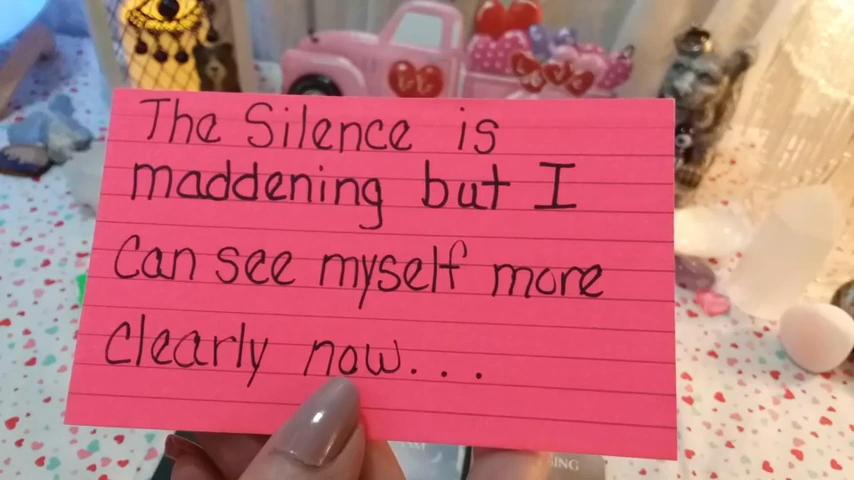 The Silence is
maddening but I
can see myself more
clearly now...